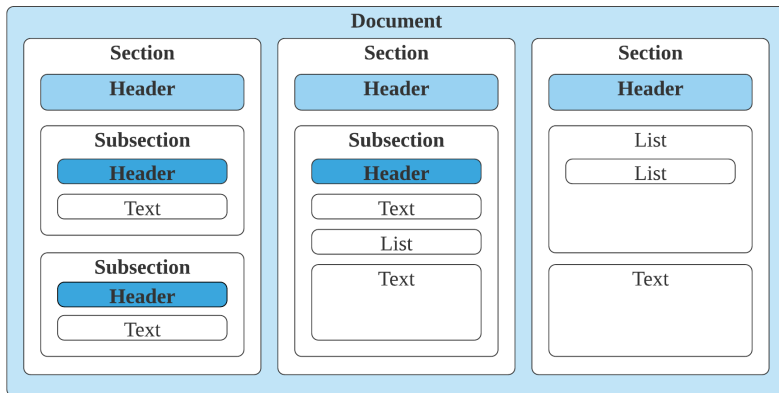 Document
Section
Header
Subsection
Header
Text
Subsection
Header
Text
Section
Header
Subsection
Header
Text
List
Text
Section
Header
List
List
Text